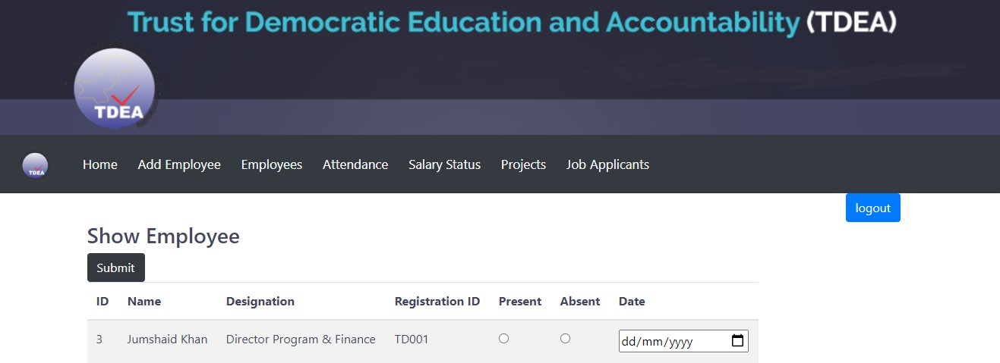 Trust for Democratic Education and Accountability (TDEA)
TDEA
TDEA
Home Add Employee Employees Attendance Salary Status Projects Job Applicants
logout
Show Employee
Submit
ID Name Designation Registration ID Present Absent Date
3 Jumshaid Khan Director Program & Finance TD001 dd/mm/yyyy